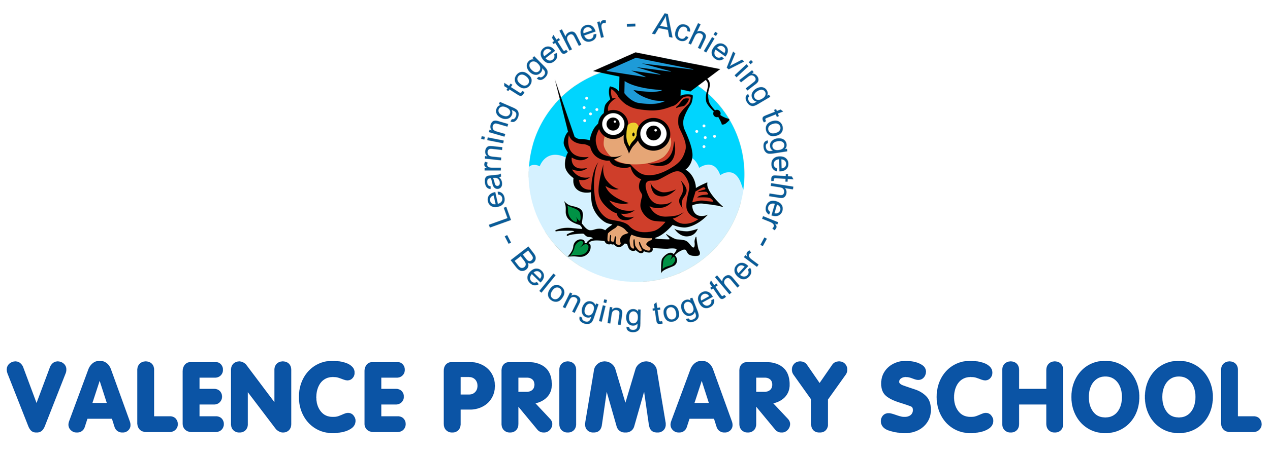 Learning together - Achieving together - Belonging together -
VALENCE PRIMARY SCHOOL